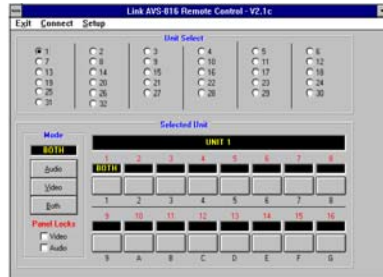 Link AVS-816 Remote Control - V2.1c
Exit Connect Setup
Unit Select
1 2 3 4 5 6
7 8 9 10 11 12
13 14 15 16 17 18
19 20 21 22 23 24
25 26 27 28 29 30
31 32
Selected Unit
Mode
BOTH
Audio
Video
Both
Panel Locks
Video
Audio
UNIT 1
1 2 3 4 5 6 7 8
BOTH
1 2 3 4 5 6 7 8
9 10 11 12 13 14 15 16
9 A B C D E F G